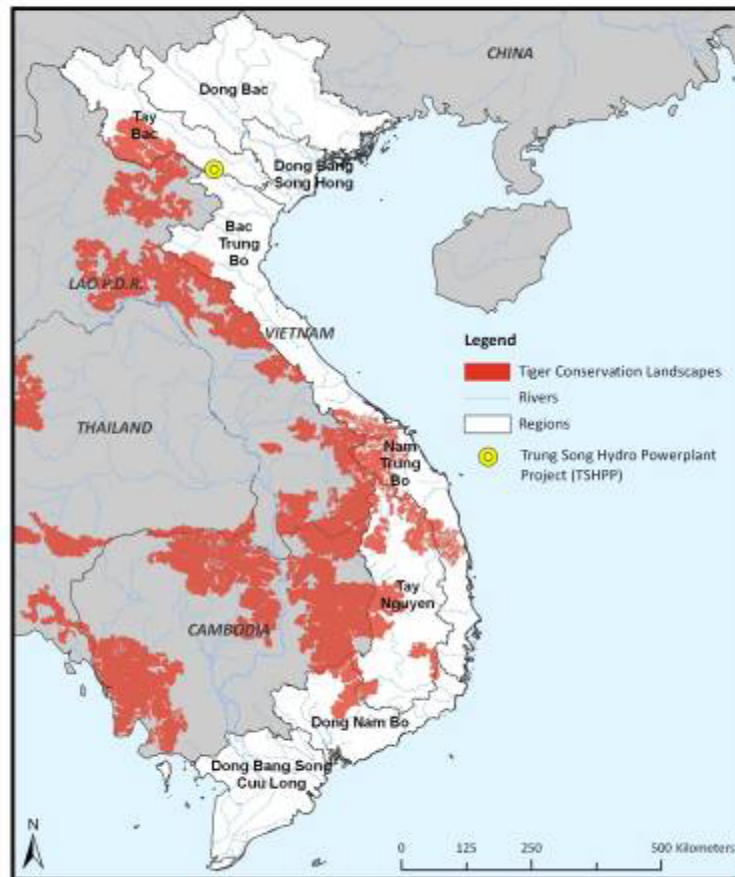 CHINA
Dong Bac
Tay
Bac
Dong Bang
Song Hong
Bac
Trung
Bo
LAO P.D.R.
VIETNAM
THAILAND
Nam
Trung
Bo
Tay
Nguyen
CAMBODIA
Dong Nam Bo
Dong Bang Song
Cuu Long
Legend
Tiger Conservation Landscapes
Rivers
Regions
Trung Song Hydro Powerplant
Project (TSHPP)
N
0 125 250 500 Kilometers